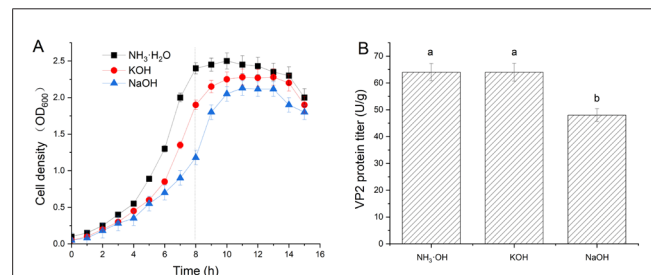 A
NH₃·H₂O
KOH
NaOH
Cell density （OD₆₀₀）
2.5
2.0
1.5
1.0
0.5
0.0
0 2 4 6 8 10 12 14 16
Time (h)
B
VP2 protein titer (U/g)
80
70
60
50
40
30
20
10
0
a a b
NH₃·OH KOH NaOH